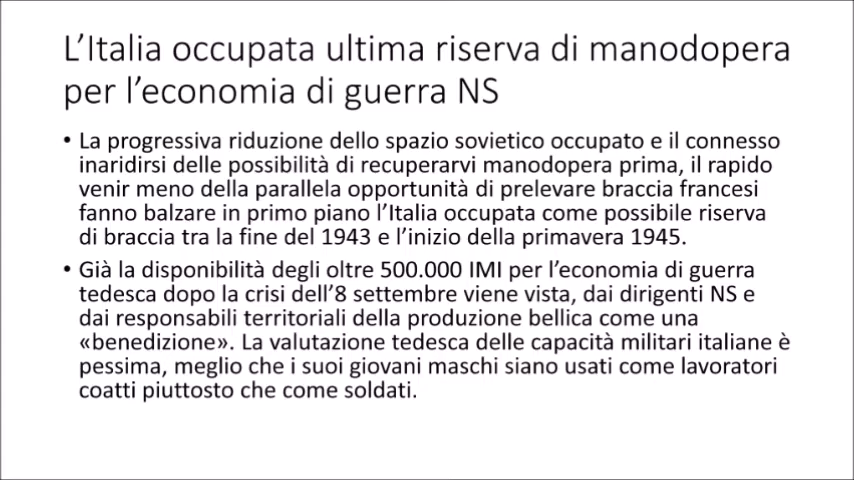 L’Italia occupata ultima riserva di manodopera
per l’economia di guerra NS
• La progressiva riduzione dello spazio sovietico occupato e il connesso
inaridirsi delle possibilità di recuperarvi manodopera prima, il rapido
venir meno della parallela opportunità di prelevare braccia francesi
fanno balzare in primo piano l’Italia occupata come possibile riserva
di braccia tra la fine del 1943 e l’inizio della primavera 1945.
• Già la disponibilità degli oltre 500.000 IMI per l’economia di guerra
tedesca dopo la crisi dell’8 settembre viene vista, dai dirigenti NS e
dai responsabili territoriali della produzione bellica come una
«benedizione». La valutazione tedesca delle capacità militari italiane è
pessima, meglio che i suoi giovani maschi siano usati come lavoratori
coatti piuttosto che come soldati.